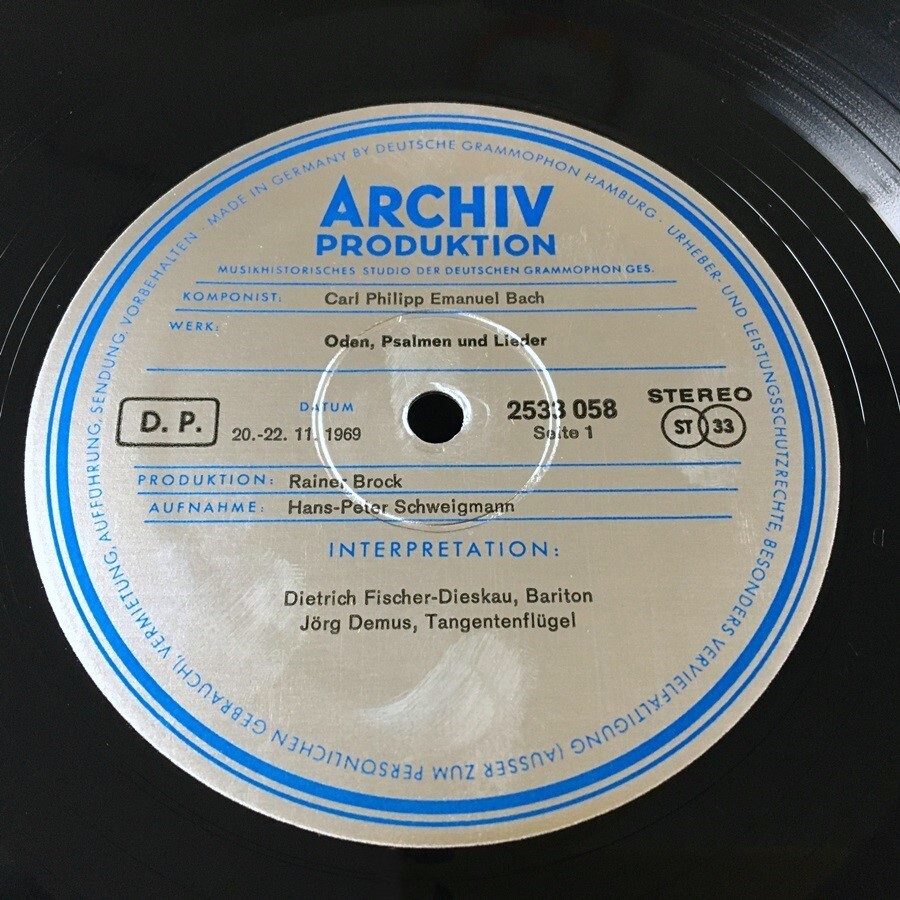 · MADE IN GERMANY BY DEUTSCHE GRAMMOPHON HAMBURG · URHEBER- UND LEISTUNGSSCHUTZRECHTE, BESONDERS VERVIELFÄLTIGUNG (AUSSER ZUM PERSÖNLICHEN GEBRAUCH), VERMIETUNG, AUFFÜHRUNG, SENDUNG, VORBEHALTEN
ARCHIV
PRODUKTION
MUSIKHISTORISCHES STUDIO DER DEUTSCHEN GRAMMOPHON GES.
KOMPONIST: Carl Philipp Emanuel Bach
WERK:
Oden, Psalmen und Lieder
D. P.
DATUM
20.-22. 11. 1969
2533 058
Seite 1
STEREO
ST 33
PRODUKTION: Rainer Brock
AUFNAHME: Hans-Peter Schweigmann
INTERPRETATION:
Dietrich Fischer-Dieskau, Bariton
Jörg Demus, Tangentenflügel